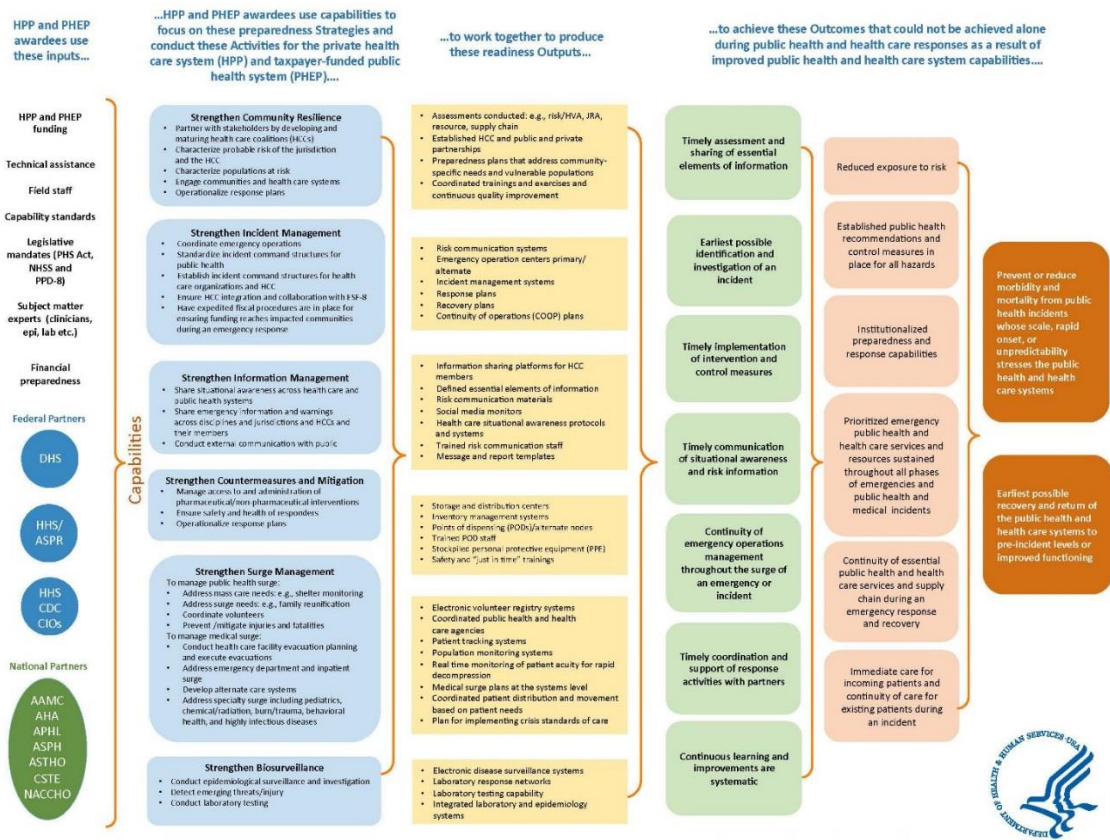 HPP and PHEP
awardees use
these inputs...
...HPP and PHEP awardees use capabilities to
focus on these preparedness Strategies and
conduct these Activities for the private health
care system (HPP) and taxpayer-funded public
health system (PHEP)....
...to work together to produce
these readiness Outputs...
...to achieve these Outcomes that could not be achieved alone
during public health and health care responses as a result of
improved public health and health care system capabilities....
HPP and PHEP
funding
Technical assistance
Field staff
Capability standards
Legislative
mandates (PHS Act,
NHSS and
PPD-8)
Subject matter
experts (clinicians,
epi, lab etc.)
Financial
preparedness
Federal Partners
DHS
HHS/
ASPR
HHS
CDC
CIOs
National Partners
AAMC
AHA
APHL
ASPH
ASTHO
CSTE
NACCHO
Capabilities
Strengthen Community Resilience
• Partner with stakeholders by developing and
maturing health care coalitions (HCCs)
• Characterize probable risk of the jurisdiction
and the HCC
• Characterize populations at risk
• Engage communities and health care systems
• Operationalize response plans
Strengthen Incident Management
• Coordinate emergency operations
• Standardize incident command structures for
public health
• Establish incident command structures for health
care organizations and HCC
• Ensure HCC integration and collaboration with ESF-8
• Have expedited fiscal procedures are in place for
ensuring funding reaches impacted communities
during an emergency response
Strengthen Information Management
• Share situational awareness across health care and
public health systems
• Share emergency information and warnings
across disciplines and jurisdictions and HCCs and
their members
• Conduct external communication with public
Strengthen Countermeasures and Mitigation
• Manage access to and administration of
pharmaceutical/non-pharmaceutical interventions
• Ensure safety and health of responders
• Operationalize response plans
Strengthen Surge Management
To manage public health surge:
• Address mass care needs: e.g., shelter monitoring
• Address surge needs: e.g., family reunification
• Coordinate volunteers
• Prevent /mitigate injuries and fatalities
To manage medical surge:
• Conduct health care facility evacuation planning
and execute evacuations
• Address emergency department and inpatient
surge
• Develop alternate care systems
• Address specialty surge including pediatrics,
chemical/radiation, burn/trauma, behavioral
health, and highly infectious diseases
Strengthen Biosurveillance
• Conduct epidemiological surveillance and investigation
• Detect emerging threats/injury
• Conduct laboratory testing
• Assessments conducted: e.g., risk/HVA, JRA,
resource, supply chain
• Established HCC and public and private
partnerships
• Preparedness plans that address community-
specific needs and vulnerable populations
• Coordinated trainings and exercises and
continuous quality improvement
• Risk communication systems
• Emergency operation centers primary/
alternate
• Incident management systems
• Response plans
• Recovery plans
• Continuity of operations (COOP) plans
• Information sharing platforms for HCC
members
• Defined essential elements of information
• Risk communication materials
• Social media monitors
• Health care situational awareness protocols
and systems
• Trained risk communication staff
• Message and report templates
• Storage and distribution centers
• Inventory management systems
• Points of dispensing (PODs)/alternate nodes
• Trained POD staff
• Stockpiled personal protective equipment (PPE)
• Safety and "just in time" trainings
• Electronic volunteer registry systems
• Coordinated public health and health
care agencies
• Patient tracking systems
• Population monitoring systems
• Real time monitoring of patient acuity for rapid
decompression
• Medical surge plans at the systems level
• Coordinated patient distribution and movement
based on patient needs
• Plan for implementing crisis standards of care
• Electronic disease surveillance systems
• Laboratory response networks
• Laboratory testing capability
• Integrated laboratory and epidemiology
systems
Timely assessment and
sharing of essential
elements of information
Earliest possible
identification and
investigation of an
incident
Timely implementation of
intervention and
control measures
Timely communication
of situational awareness
and risk information
Continuity of
emergency operations
management
throughout the surge of
an emergency or
incident
Timely coordination and
support of response
activities with partners
Continuous learning and
improvements are
systematic
Reduced exposure to risk
Established public health
recommendations and
control measures in
place for all hazards
Institutionalized
preparedness and
response capabilities
Prioritized emergency
public health and
health care services and
resources sustained
throughout all phases
of emergencies and
public health and
medical incidents
Continuity of essential
public health and health
care services and supply
chain during an
emergency response
and recovery
Immediate care for
incoming patients and
continuity of care for
existing patients during
an incident
Prevent or reduce
morbidity and
mortality from public
health incidents
whose scale, rapid
onset, or
unpredictability
stresses the public
health and health
care systems
Earliest possible
recovery and return of
the public health and
health care systems to
pre-incident levels or
improved functioning
DEPARTMENT OF HEALTH & HUMAN SERVICES·USA